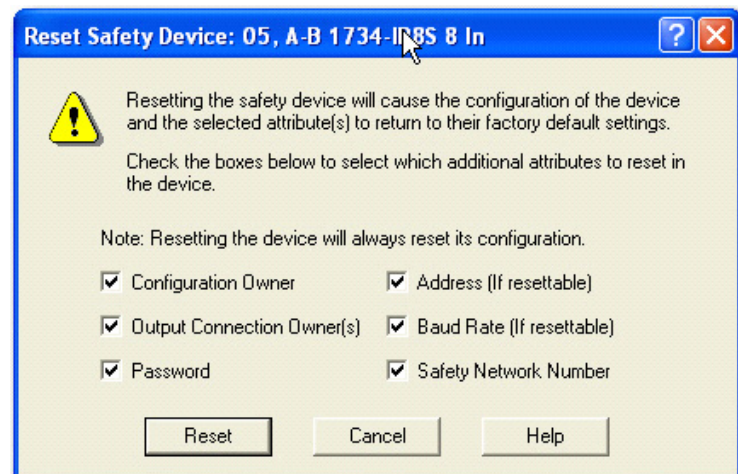 Reset Safety Device: 05, A-B 1734-IB8S 8 In
Resetting the safety device will cause the configuration of the device
and the selected attribute(s) to return to their factory default settings.
Check the boxes below to select which additional attributes to reset in
the device.
Note: Resetting the device will always reset its configuration.
Configuration Owner
Address (If resettable)
Output Connection Owner(s)
Baud Rate (If resettable)
Password
Safety Network Number
Reset
Cancel
Help